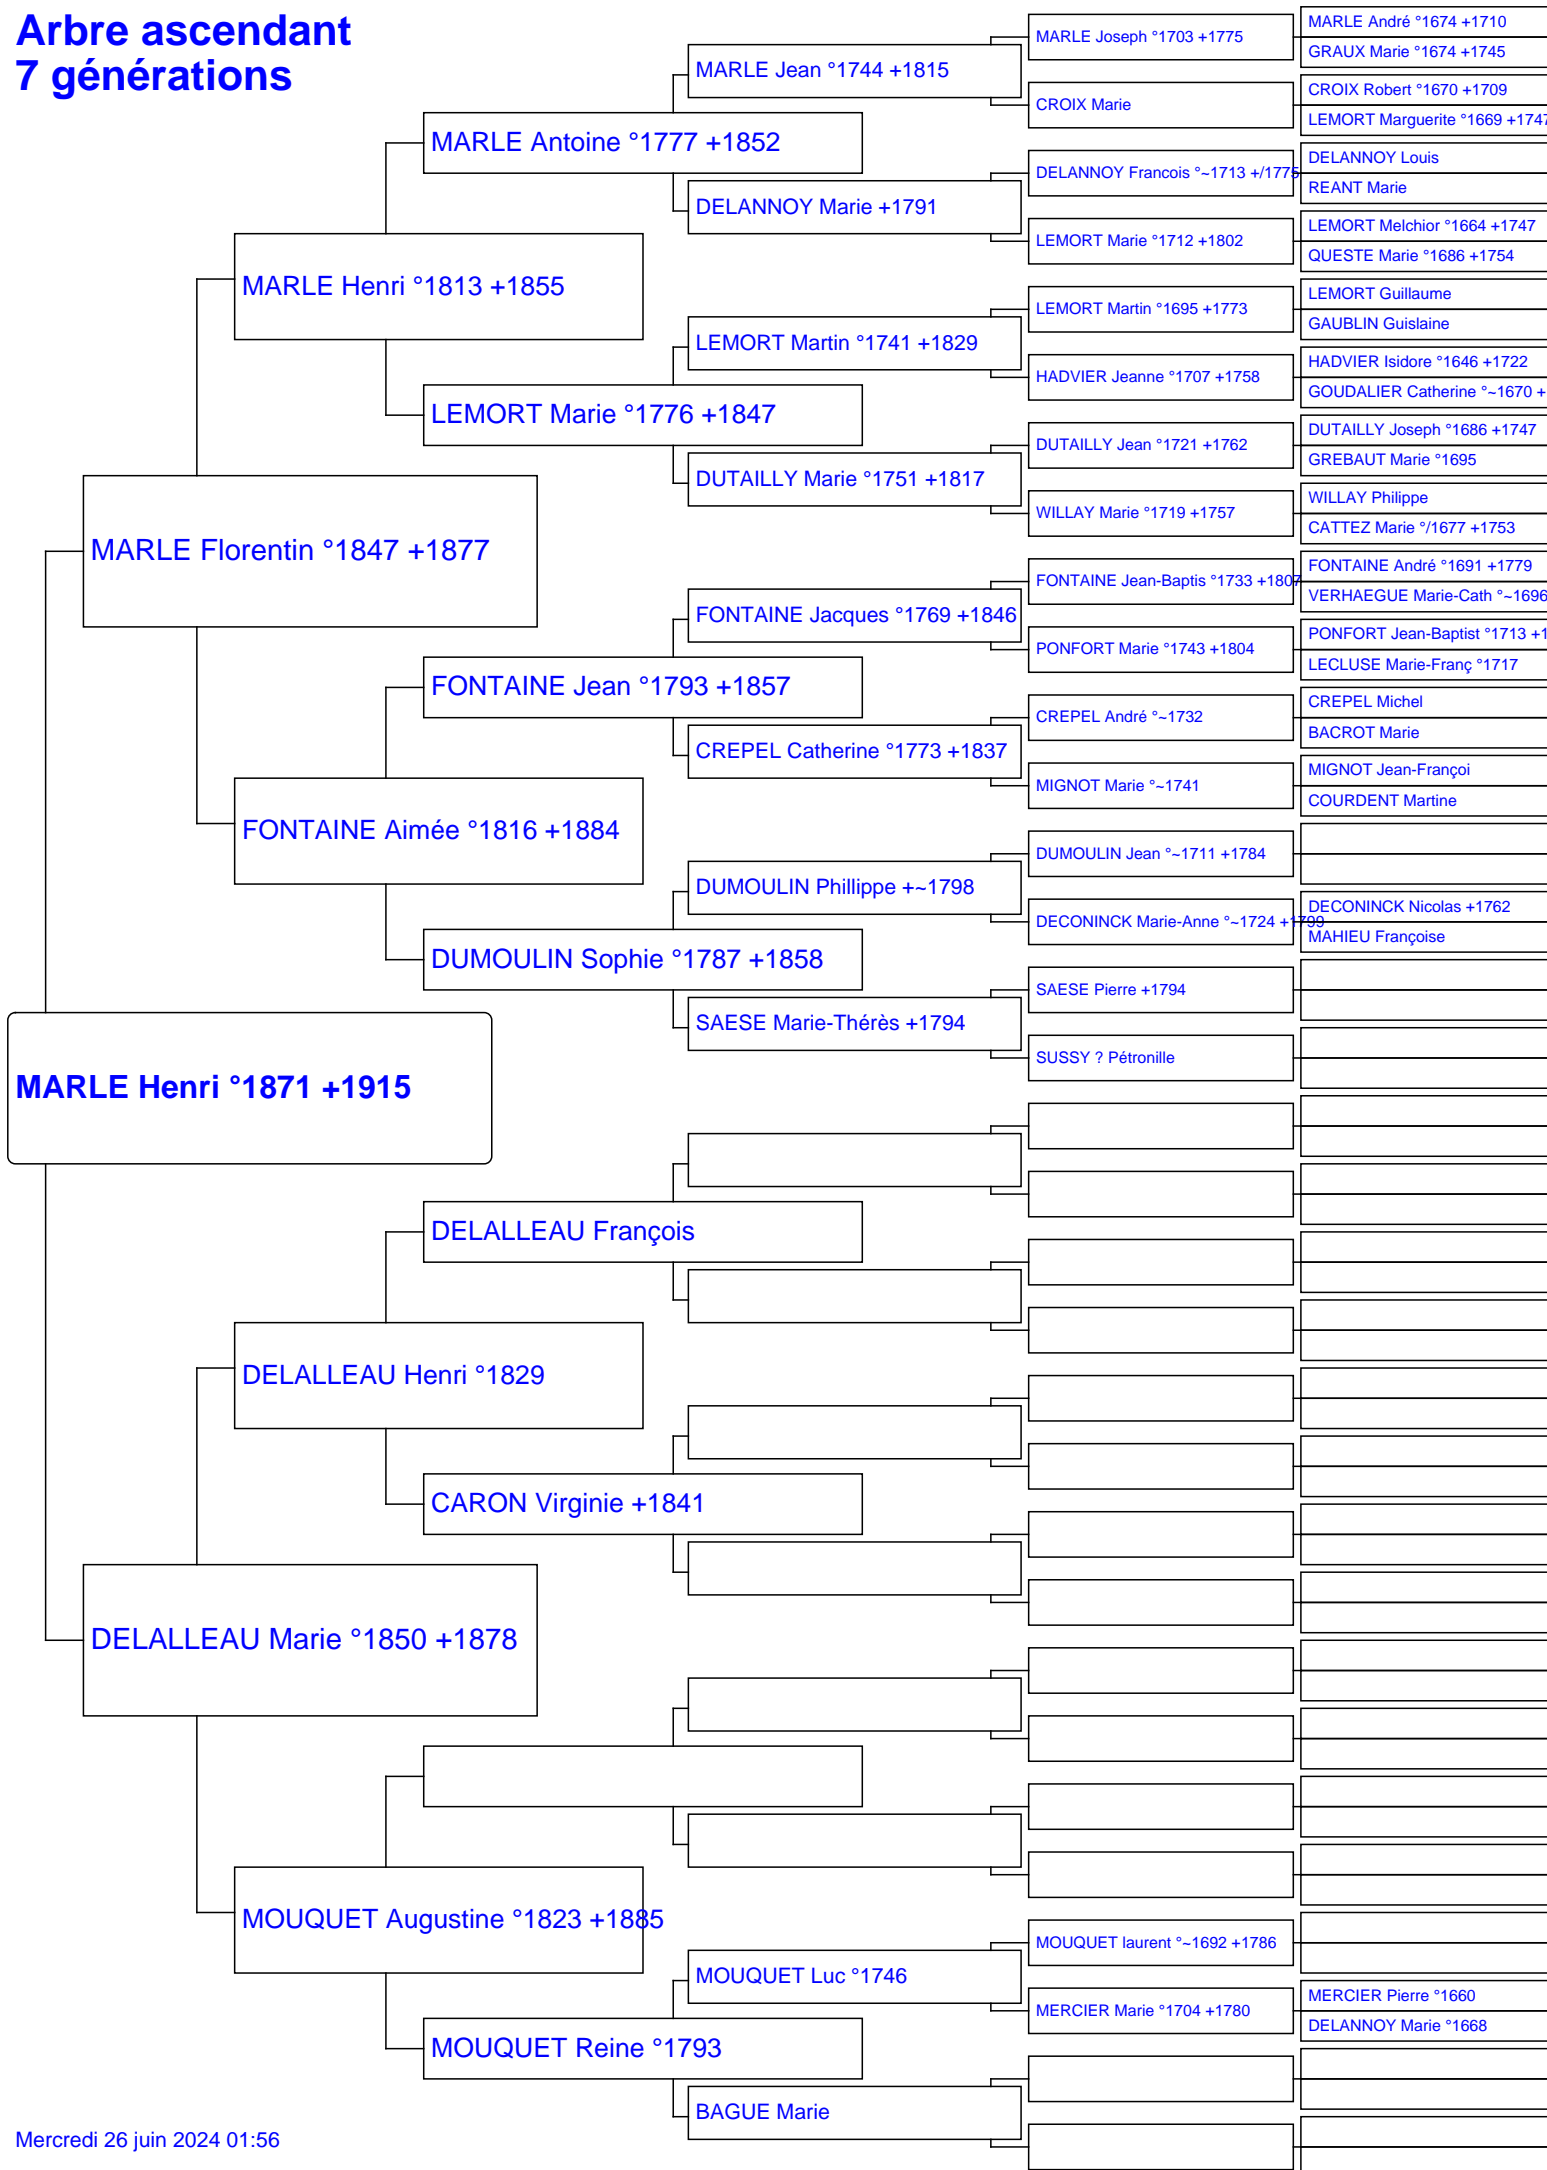 Arbre ascendant
7 générations
MARLE Henri °1871 +1915
MARLE Florentin °1847 +1877
DELALLEAU Marie °1850 +1878
MARLE Henri °1813 +1855
FONTAINE Aimée °1816 +1884
DELALLEAU Henri °1829
MOUQUET Augustine °1823 +1885
MARLE Antoine °1777 +1852
LEMORT Marie °1776 +1847
FONTAINE Jean °1793 +1857
DUMOULIN Sophie °1787 +1858
DELALLEAU François
CARON Virginie +1841
MOUQUET Reine °1793
MARLE Jean °1744 +1815
DELANNOY Marie +1791
LEMORT Martin °1741 +1829
DUTAILLY Marie °1751 +1817
FONTAINE Jacques °1769 +1846
CREPEL Catherine °1773 +1837
DUMOULIN Phillippe +~1798
SAESE Marie-Thérès +1794
MOUQUET Luc °1746
BAGUE Marie
MARLE Joseph °1703 +1775
CROIX Marie
DELANNOY Francois °~1713 +/1775
LEMORT Marie °1712 +1802
LEMORT Martin °1695 +1773
HADVIER Jeanne °1707 +1758
DUTAILLY Jean °1721 +1762
WILLAY Marie °1719 +1757
FONTAINE Jean-Baptis °1733 +1807
PONFORT Marie °1743 +1804
CREPEL André °~1732
MIGNOT Marie °~1741
DUMOULIN Jean °~1711 +1784
DECONINCK Marie-Anne °~1724 +1799
SAESE Pierre +1794
SUSSY ? Pétronille
MOUQUET laurent °~1692 +1786
MERCIER Marie °1704 +1780
MARLE André °1674 +1710
GRAUX Marie °1674 +1745
CROIX Robert °1670 +1709
LEMORT Marguerite °1669 +1747
DELANNOY Louis
REANT Marie
LEMORT Melchior °1664 +1747
QUESTE Marie °1686 +1754
LEMORT Guillaume
GAUBLIN Guislaine
HADVIER Isidore °1646 +1722
GOUDALIER Catherine °~1670 +
DUTAILLY Joseph °1686 +1747
GREBAUT Marie °1695
WILLAY Philippe
CATTEZ Marie °/1677 +1753
FONTAINE André °1691 +1779
VERHAEGUE Marie-Cath °~1696
PONFORT Jean-Baptist °1713 +1
LECLUSE Marie-Franç °1717
CREPEL Michel
BACROT Marie
MIGNOT Jean-Françoi
COURDENT Martine
DECONINCK Nicolas +1762
MAHIEU Françoise
MERCIER Pierre °1660
DELANNOY Marie °1668
Mercredi 26 juin 2024 01:56